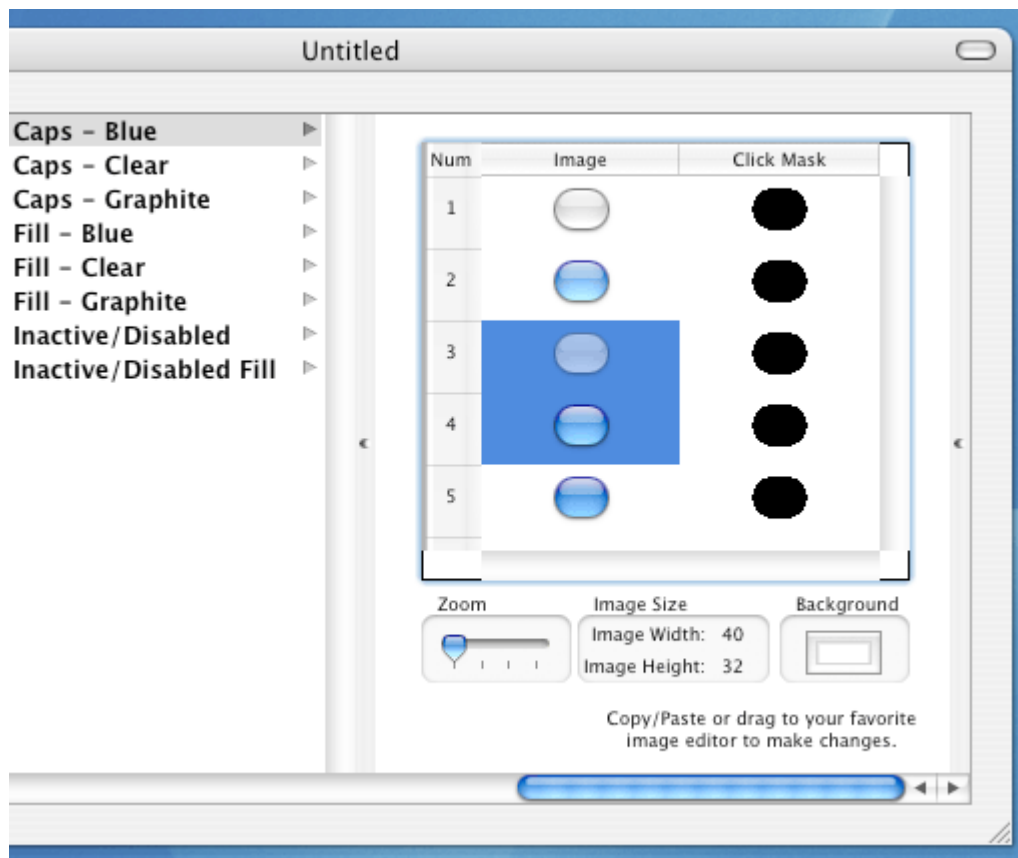 Untitled
Caps – Blue
Caps – Clear
Caps – Graphite
Fill – Blue
Fill – Clear
Fill – Graphite
Inactive/Disabled
Inactive/Disabled Fill
Num Image Click Mask
1
2
3
4
5
Zoom Image Size Background
Image Width: 40
Image Height: 32
Copy/Paste or drag to your favorite
image editor to make changes.